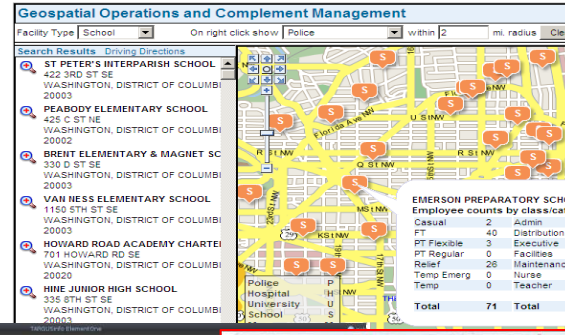 Geospatial Operations and Complement Management
Facility Type School On right click show Police within 2 mi. radius Cle
Search Results Driving Directions
ST PETER'S INTERPARISH SCHOOL
422 3RD ST SE
WASHINGTON, DISTRICT OF COLUMBI
20003
PEABODY ELEMENTARY SCHOOL
425 C ST NE
WASHINGTON, DISTRICT OF COLUMBI
20002
BRENT ELEMENTARY & MAGNET SC
330 D ST SE
WASHINGTON, DISTRICT OF COLUMBI
20003
VAN NESS ELEMENTARY SCHOOL
1150 5TH ST SE
WASHINGTON, DISTRICT OF COLUMBI
20003
HOWARD ROAD ACADEMY CHARTE
701 HOWARD RD SE
WASHINGTON, DISTRICT OF COLUMBI
20020
HINE JUNIOR HIGH SCHOOL
335 8TH ST SE
WASHINGTON, DISTRICT OF COLUMBI
20003
U St NW
Florida Ave NW
R St NW
R St NW
Q St NW
M St NW
K St NW
Police P
Hospital H
University U
School S
EMERSON PREPARATORY SCHO
Employee counts by class/cat
Casual 2 Admin
FT 40 Distribution
PT Flexible 3 Executive
PT Regular 0 Facilities
Relief 26 Maintenanc
Temp Emerg 0 Nurse
Temp 0 Teacher
Total 71 Total
TARGUSinfo ElementOne